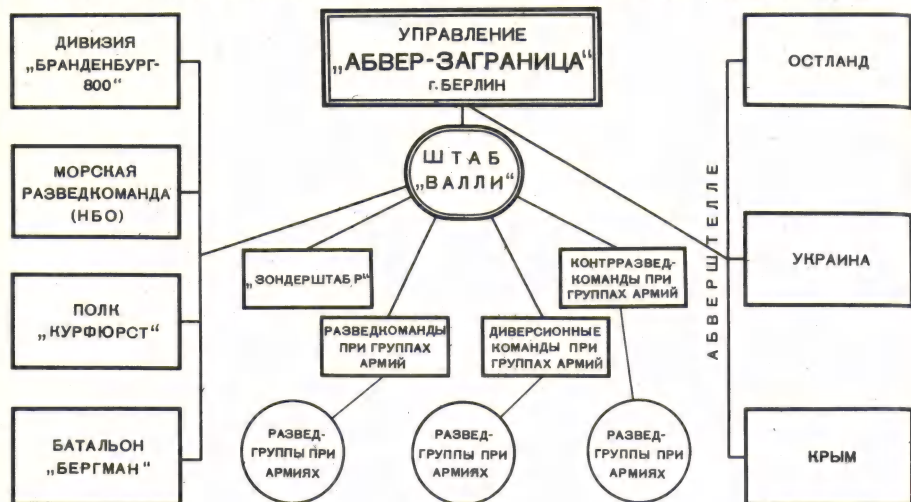 ДИВИЗИЯ
„БРАНДЕНБУРГ-
800“
МОРСКАЯ
РАЗВЕДКОМАНДА
(НБО)
ПОЛК
„КУРФЮРСТ“
БАТАЛЬОН
„БЕРГМАН“
УПРАВЛЕНИЕ
„АБВЕР-ЗАГРАНИЦА“
г. БЕРЛИН
ШТАБ
„ВАЛЛИ“
„ЗОНДЕРШТАБ Р“
РАЗВЕДКОМАНДЫ
ПРИ ГРУППАХ
АРМИЙ
ДИВЕРСИОННЫЕ
КОМАНДЫ ПРИ
ГРУППАХ АРМИЙ
КОНТРРАЗВЕД-
КОМАНДЫ ПРИ
ГРУППАХ АРМИЙ
РАЗВЕД-
ГРУППЫ ПРИ
АРМИЯХ
РАЗВЕД-
ГРУППЫ ПРИ
АРМИЯХ
РАЗВЕД-
ГРУППЫ ПРИ
АРМИЯХ
АБВЕРШТЕЛЛЕ
ОСТЛАНД
УКРАИНА
КРЫМ